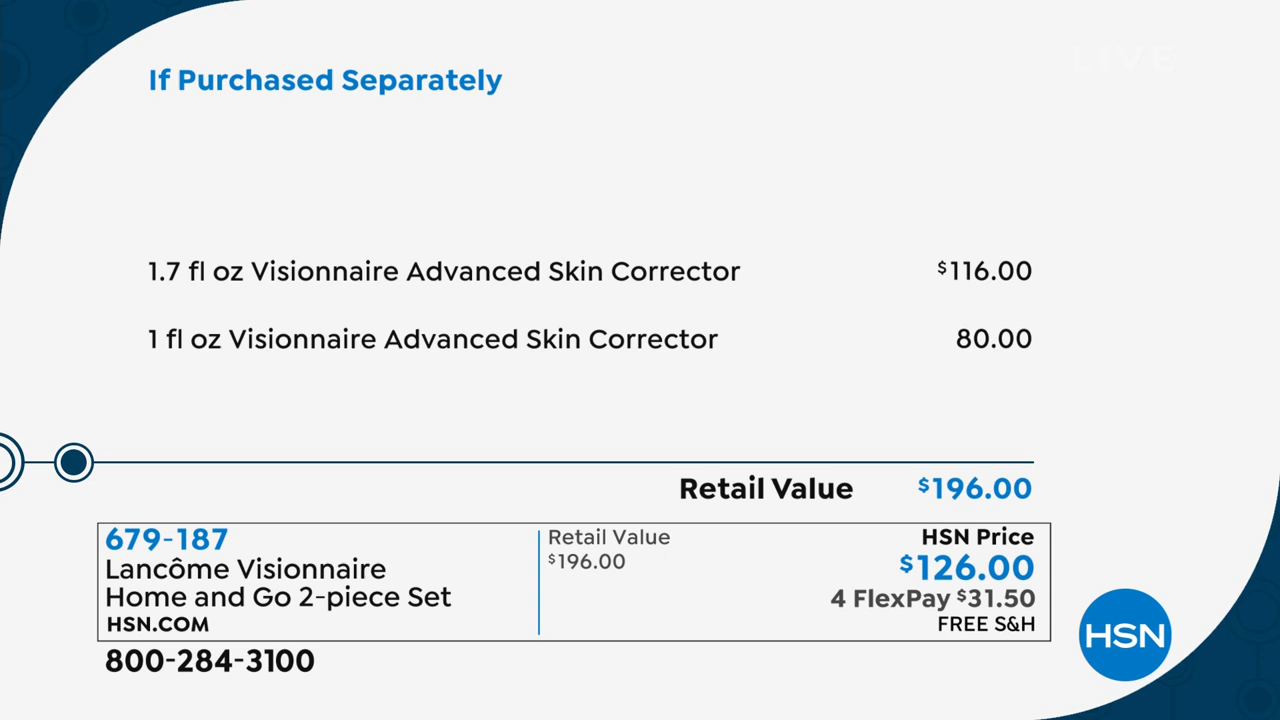 LIVE
If Purchased Separately
1.7 fl oz Visionnaire Advanced Skin Corrector $116.00
1 fl oz Visionnaire Advanced Skin Corrector 80.00
Retail Value $196.00
679-187
Lancôme Visionnaire
Home and Go 2-piece Set
HSN.COM
Retail Value
$196.00
HSN Price
$126.00
4 FlexPay $31.50
FREE S&H
800-284-3100
HSN